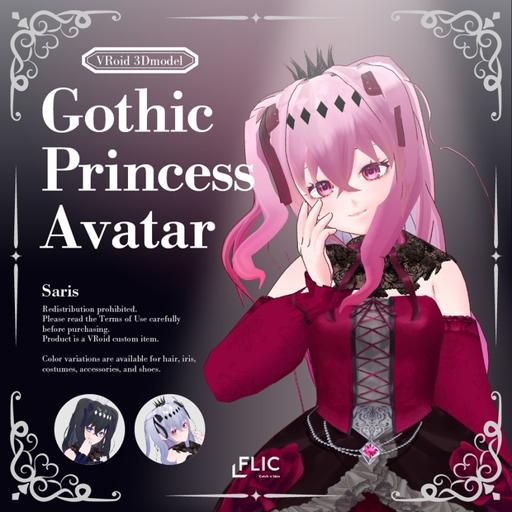 VRoid 3Dmodel
Gothic
Princess
Avatar
Saris
Redistribution prohibited.
Please read the Terms of Use carefully
before purchasing.
Product is a VRoid custom item.
Color variations are available for hair, iris,
costumes, accessories, and shoes.
FLIC